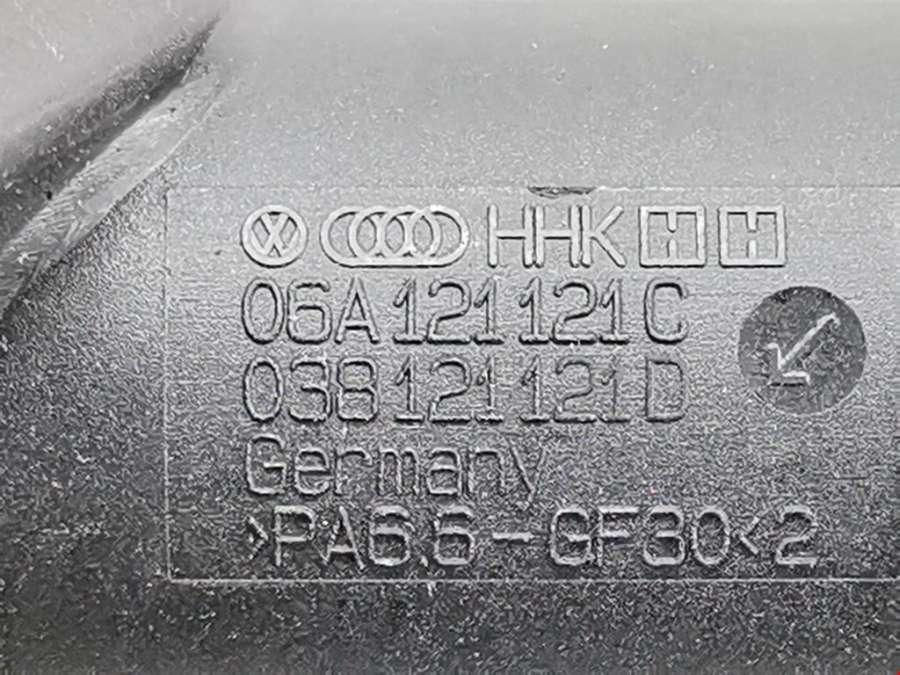 HHK H H
06A 121 121 C
038 121 121 D
Germany
>PA6.6-GF30<2